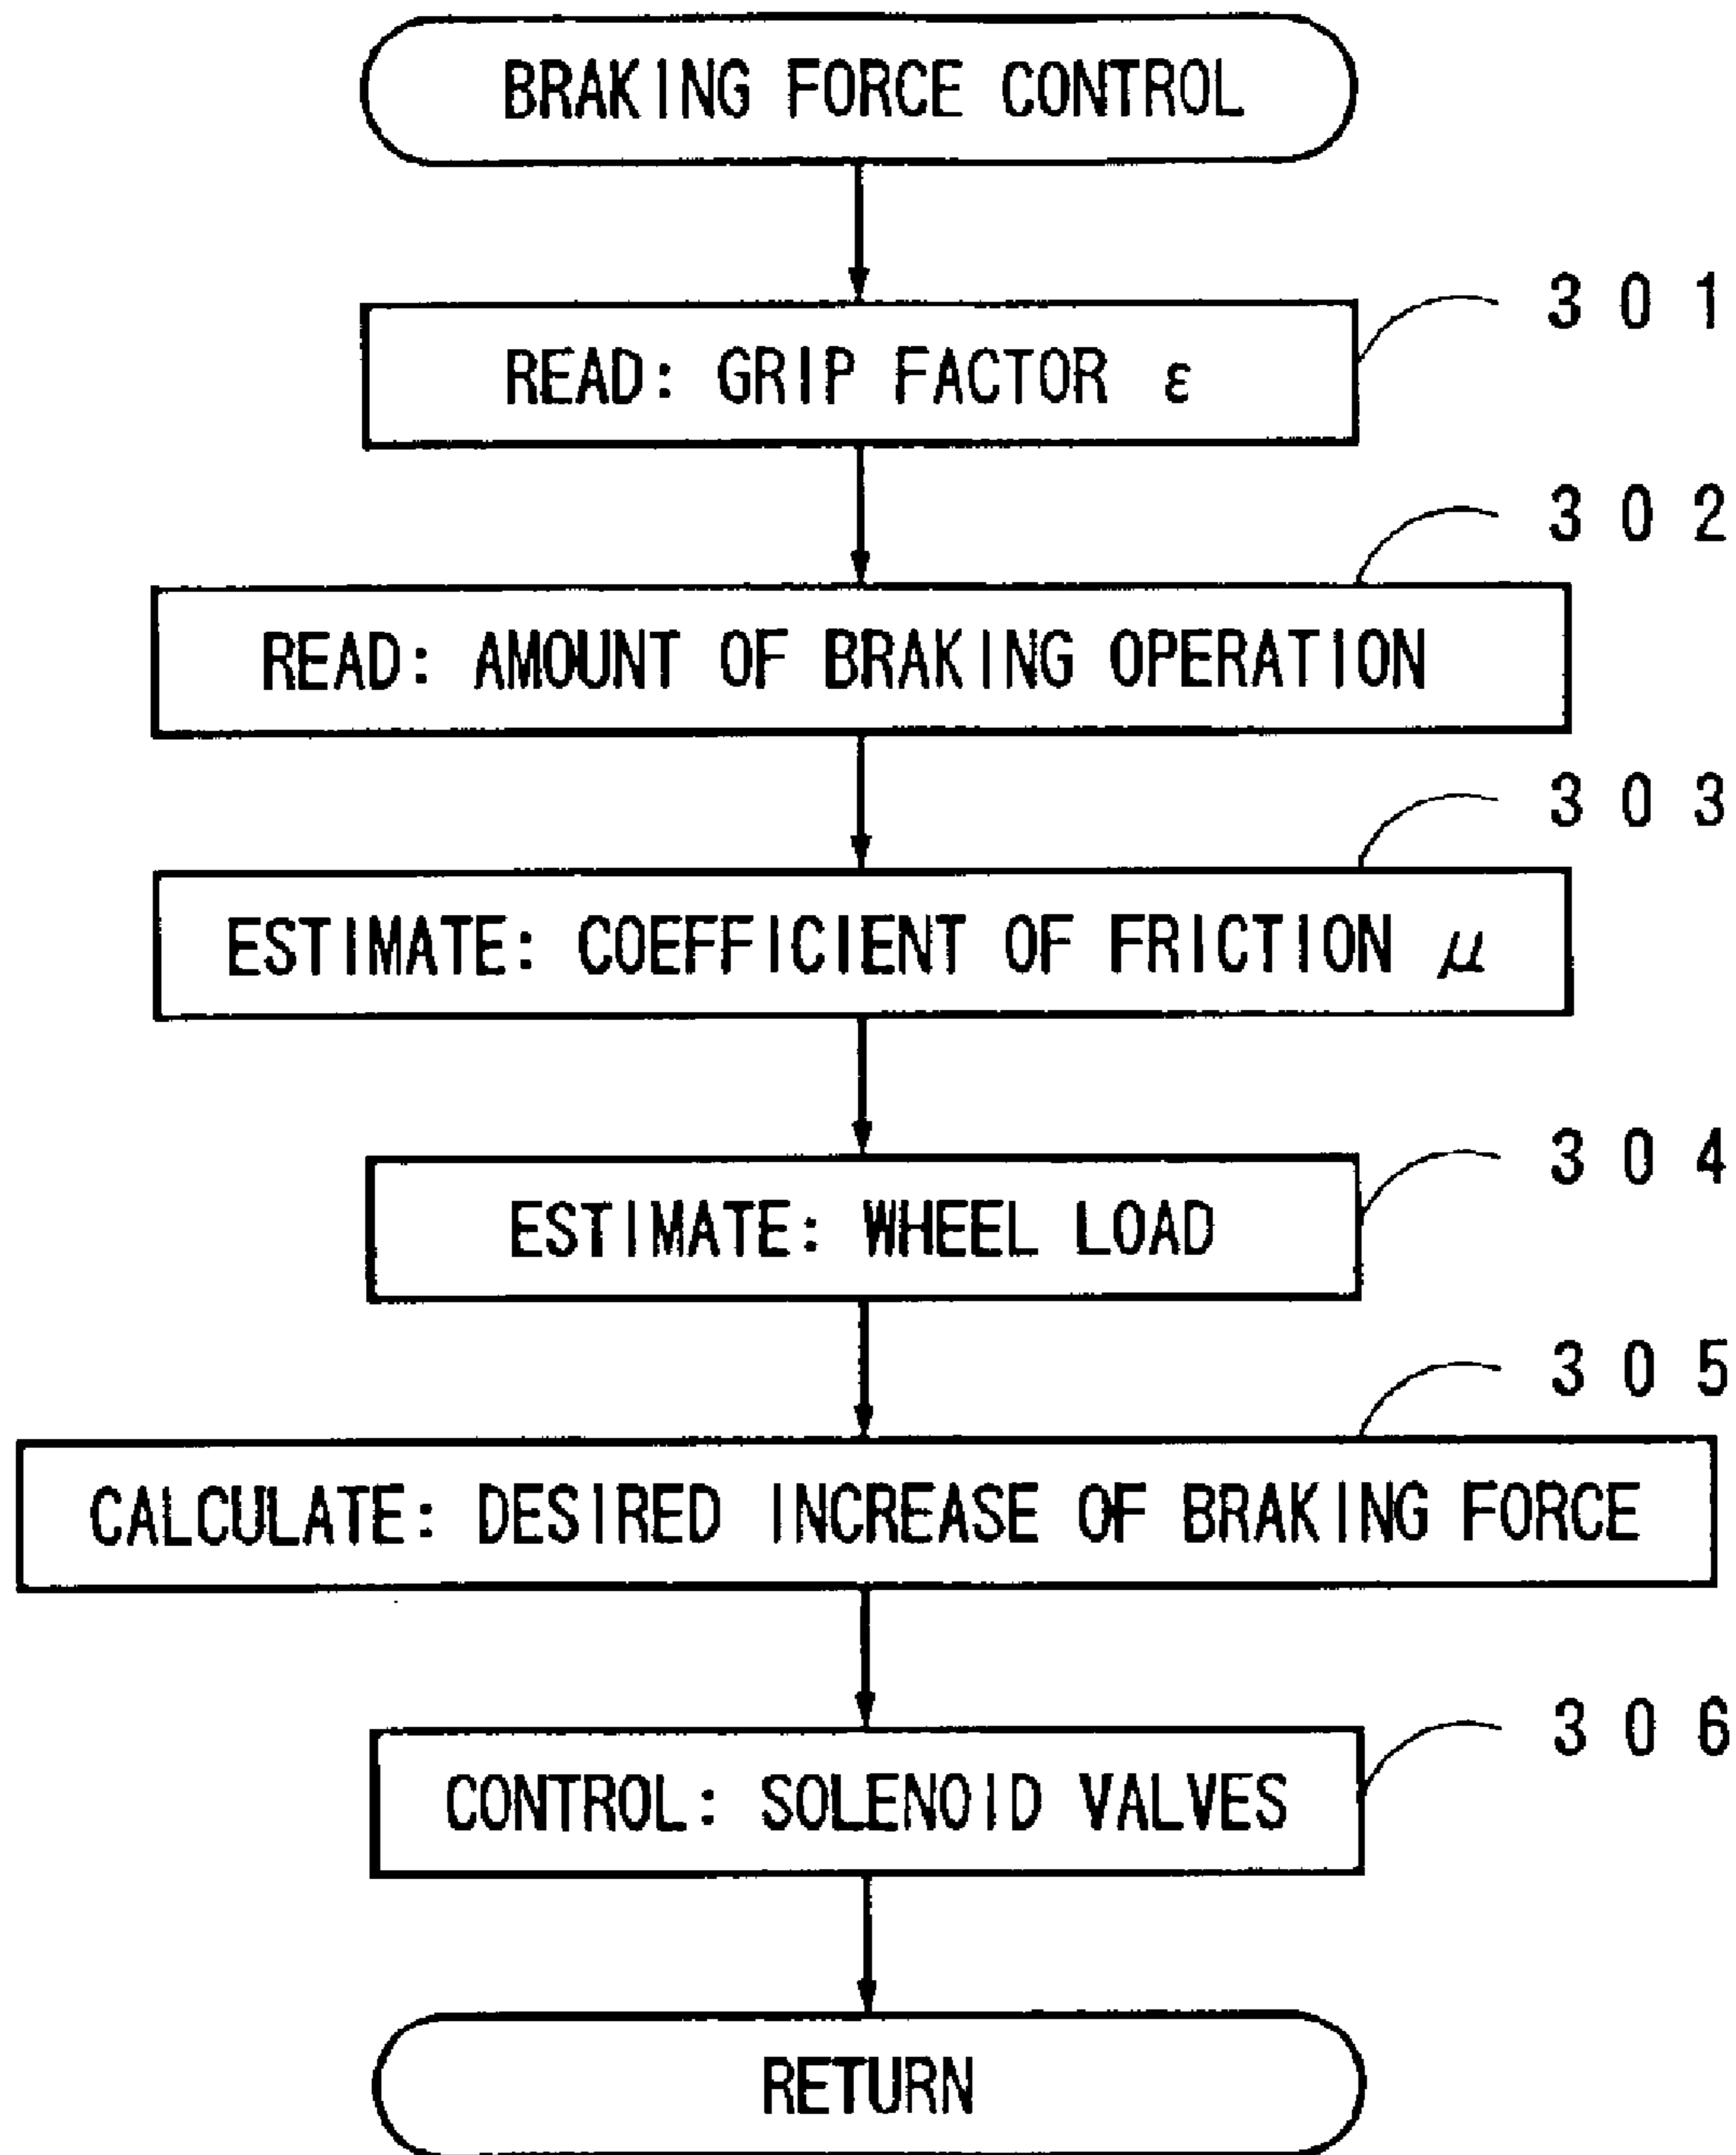 BRAKING FORCE CONTROL
301
READ: GRIP FACTOR ε
302
READ: AMOUNT OF BRAKING OPERATION
303
ESTIMATE: COEFFICIENT OF FRICTION μ
304
ESTIMATE: WHEEL LOAD
305
CALCULATE: DESIRED INCREASE OF BRAKING FORCE
306
CONTROL: SOLENOID VALVES
RETURN